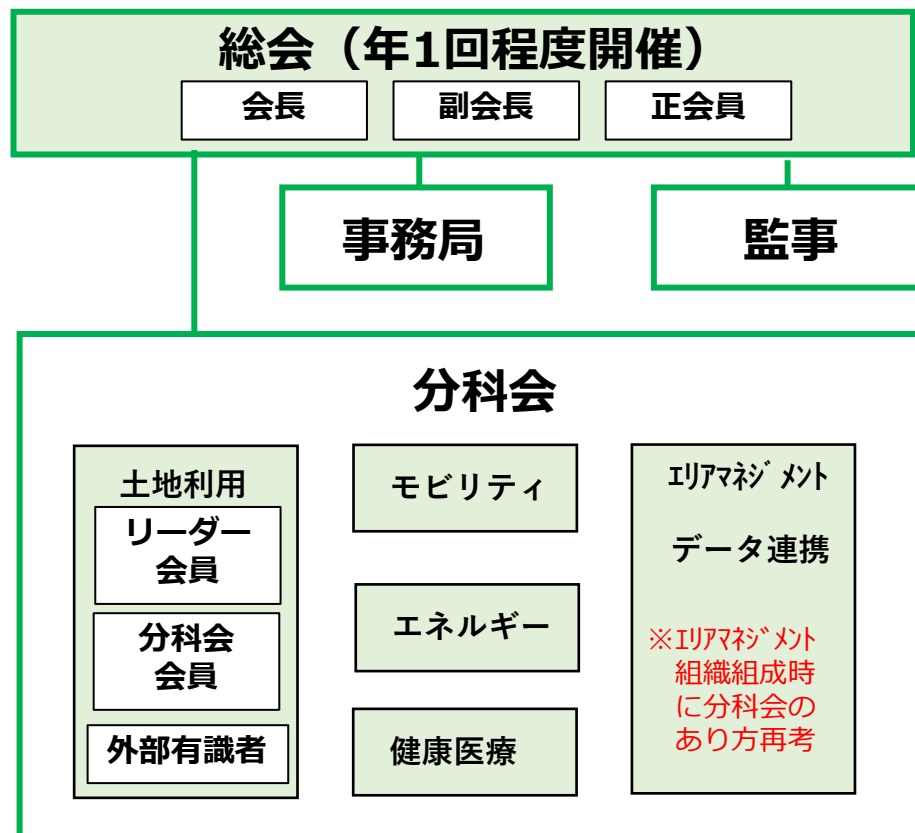 総会（年1回程度開催）
会長
副会長
正会員
事務局
監事
分科会
土地利用
リーダー
会員
分科会
会員
外部有識者
モビリティ
エネルギー
健康医療
ｴﾘｱﾏﾈｼﾞﾒﾝﾄ
データ連携
※ｴﾘｱﾏﾈｼﾞﾒﾝﾄ
組織組成時
に分科会の
あり方再考